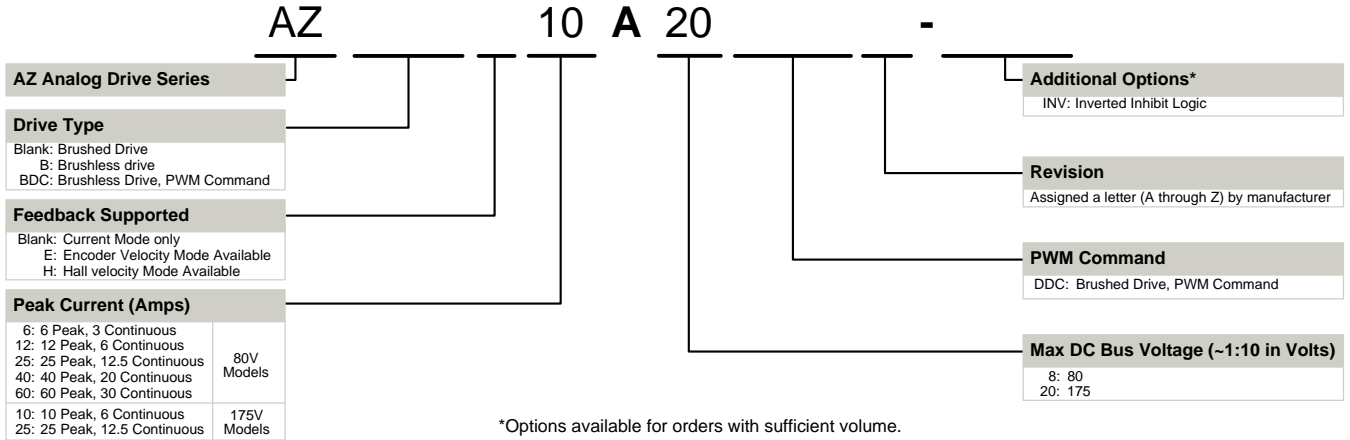 AZ 10 A 20 -
AZ Analog Drive Series
Drive Type
Blank: Brushed Drive
B: Brushless drive
BDC: Brushless Drive, PWM Command
Feedback Supported
Blank: Current Mode only
E: Encoder Velocity Mode Available
H: Hall velocity Mode Available
Peak Current (Amps)
6: 6 Peak, 3 Continuous
12: 12 Peak, 6 Continuous
25: 25 Peak, 12.5 Continuous
40: 40 Peak, 20 Continuous
60: 60 Peak, 30 Continuous
80V
Models
10: 10 Peak, 6 Continuous
25: 25 Peak, 12.5 Continuous
175V
Models
Additional Options*
INV: Inverted Inhibit Logic
Revision
Assigned a letter (A through Z) by manufacturer
PWM Command
DDC: Brushed Drive, PWM Command
Max DC Bus Voltage (~1:10 in Volts)
8: 80
20: 175
*Options available for orders with sufficient volume.